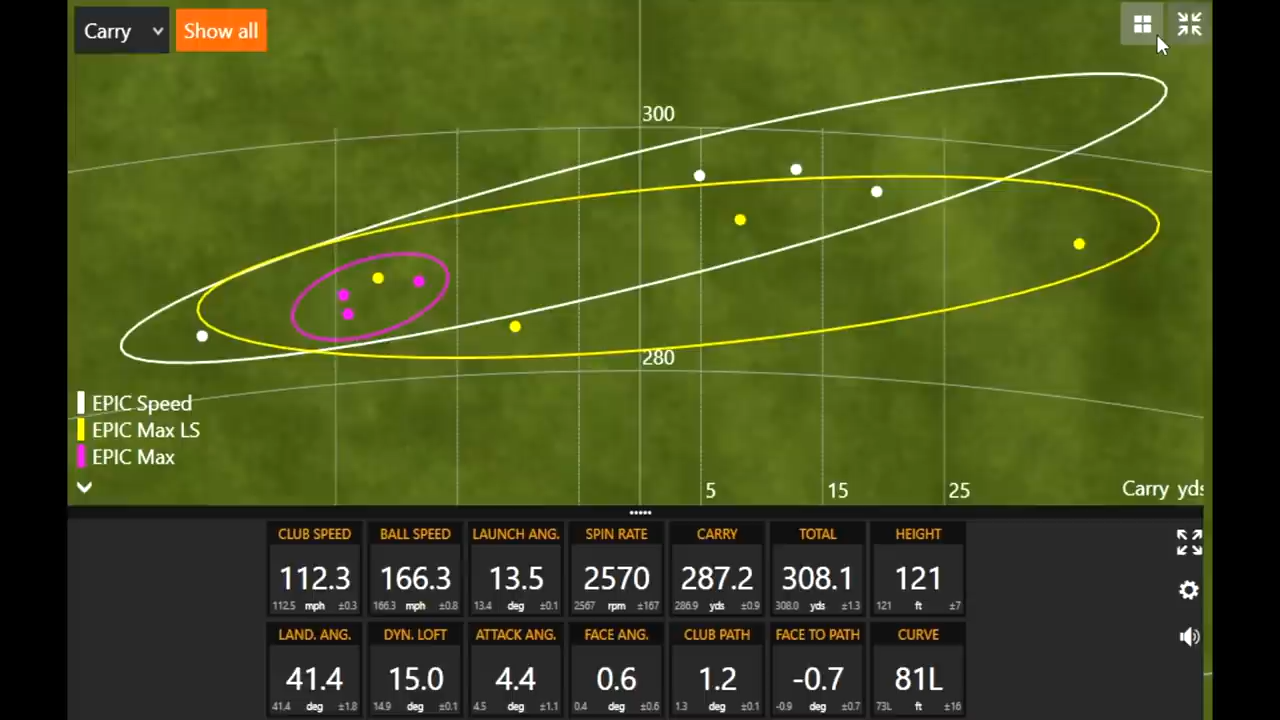 Carry
Show all
300
280
EPIC Speed
EPIC Max LS
EPIC Max
5 15 25
Carry yds
CLUB SPEED BALL SPEED LAUNCH ANG. SPIN RATE CARRY TOTAL HEIGHT
112.3 166.3 13.5 2570 287.2 308.1 121
112.5 mph ±0.3 166.3 mph ±0.8 13.4 deg ±0.1 2567 rpm ±167 286.9 yds ±0.9 308.0 yds ±1.3 121 ft ±7
LAND. ANG. DYN. LOFT ATTACK ANG. FACE ANG. CLUB PATH FACE TO PATH CURVE
41.4 15.0 4.4 0.6 1.2 -0.7 81L
41.4 deg ±1.8 14.9 deg ±0.1 4.5 deg ±1.1 0.4 deg ±0.6 1.3 deg ±0.1 -0.9 deg ±0.7 73L ft ±16